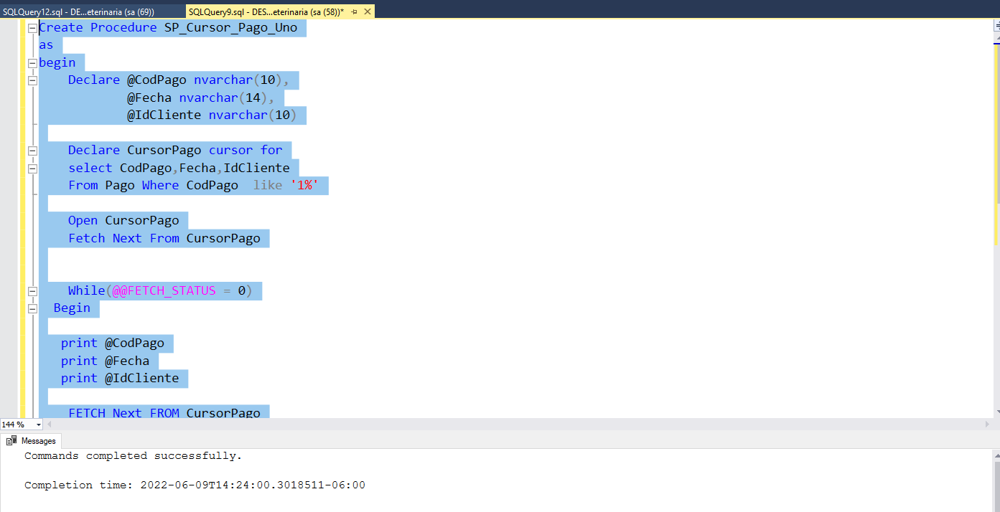 SQLQuery12.sql - DE...eterinaria (sa (69))
SQLQuery9.sql - DES...eterinaria (sa (58))*
Create Procedure SP_Cursor_Pago_Uno
as
begin
Declare @CodPago nvarchar(10),
@Fecha nvarchar(14),
@IdCliente nvarchar(10)
Declare CursorPago cursor for
select CodPago,Fecha,IdCliente
From Pago Where CodPago  like '1%'
Open CursorPago
Fetch Next From CursorPago
While(@@FETCH_STATUS = 0)
Begin
print @CodPago
print @Fecha
print @IdCliente
FETCH Next FROM CursorPago
144 %
Messages
Commands completed successfully.
Completion time: 2022-06-09T14:24:00.3018511-06:00